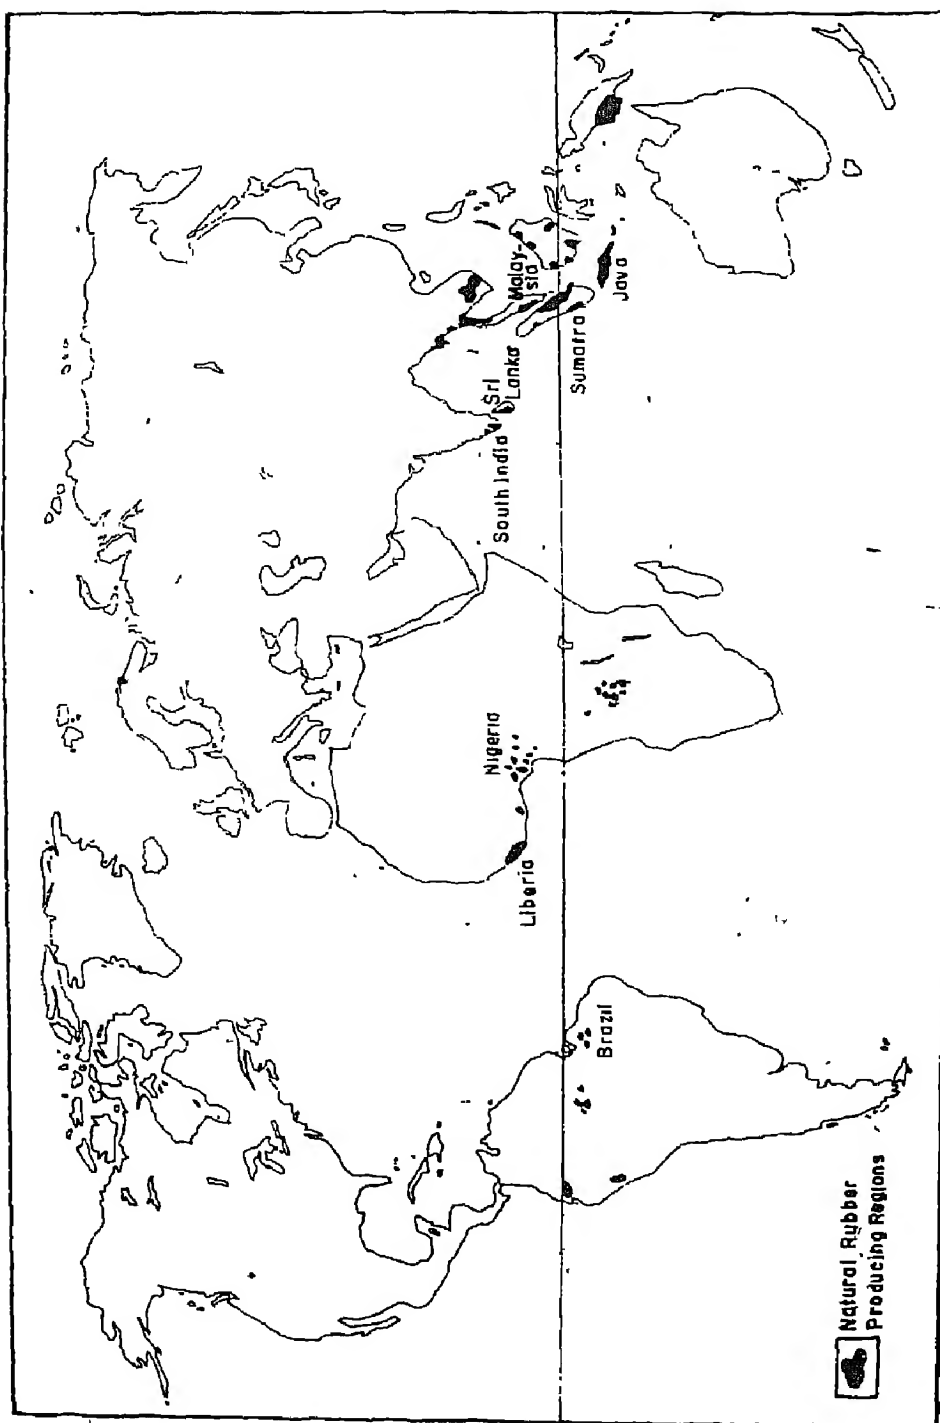 Malay-
sia
Java
Sumatra
Sri
Lanka
South India
Nigeria
Liberia
Brazil
Natural Rubber
Producing Regions